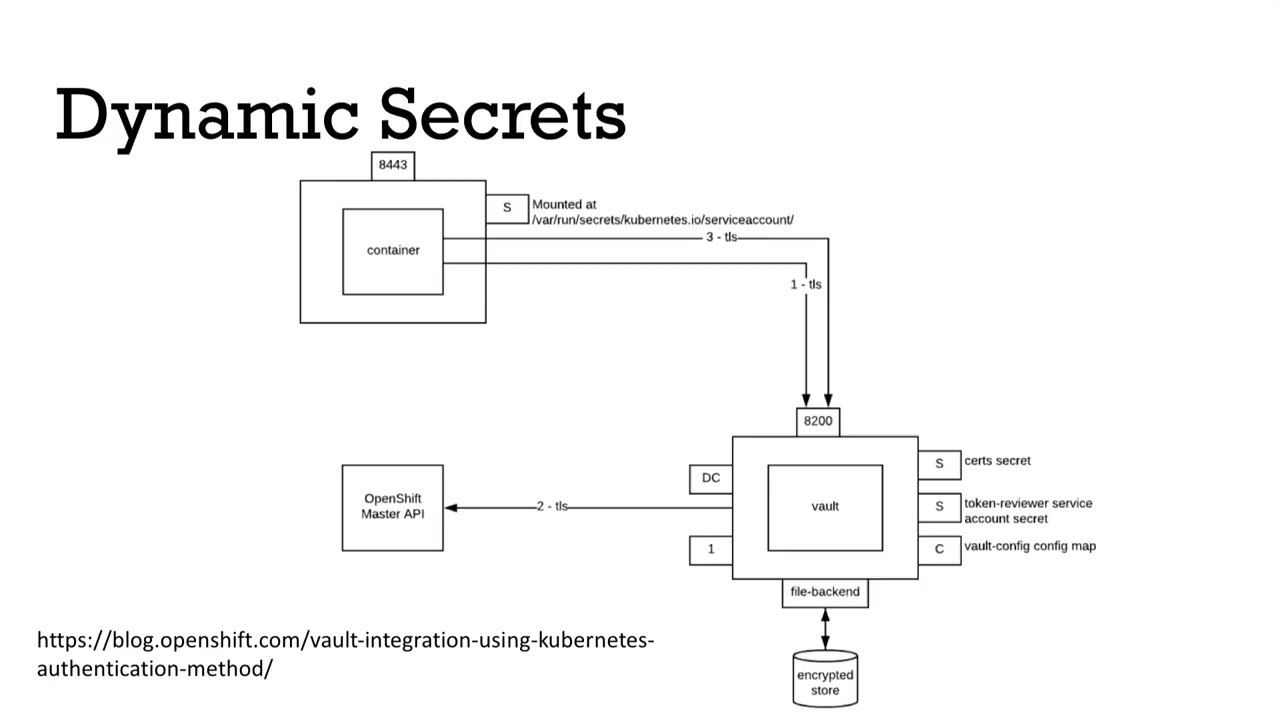 Dynamic Secrets
8443
S
Mounted at
/var/run/secrets/kubernetes.io/serviceaccount/
3 - tls
container
1 - tls
8200
S
certs secret
DC
OpenShift
Master API
2 - tls
vault
S
token-reviewer service
account secret
1
C
vault-config config map
file-backend
https://blog.openshift.com/vault-integration-using-kubernetes-
authentication-method/
encrypted
store